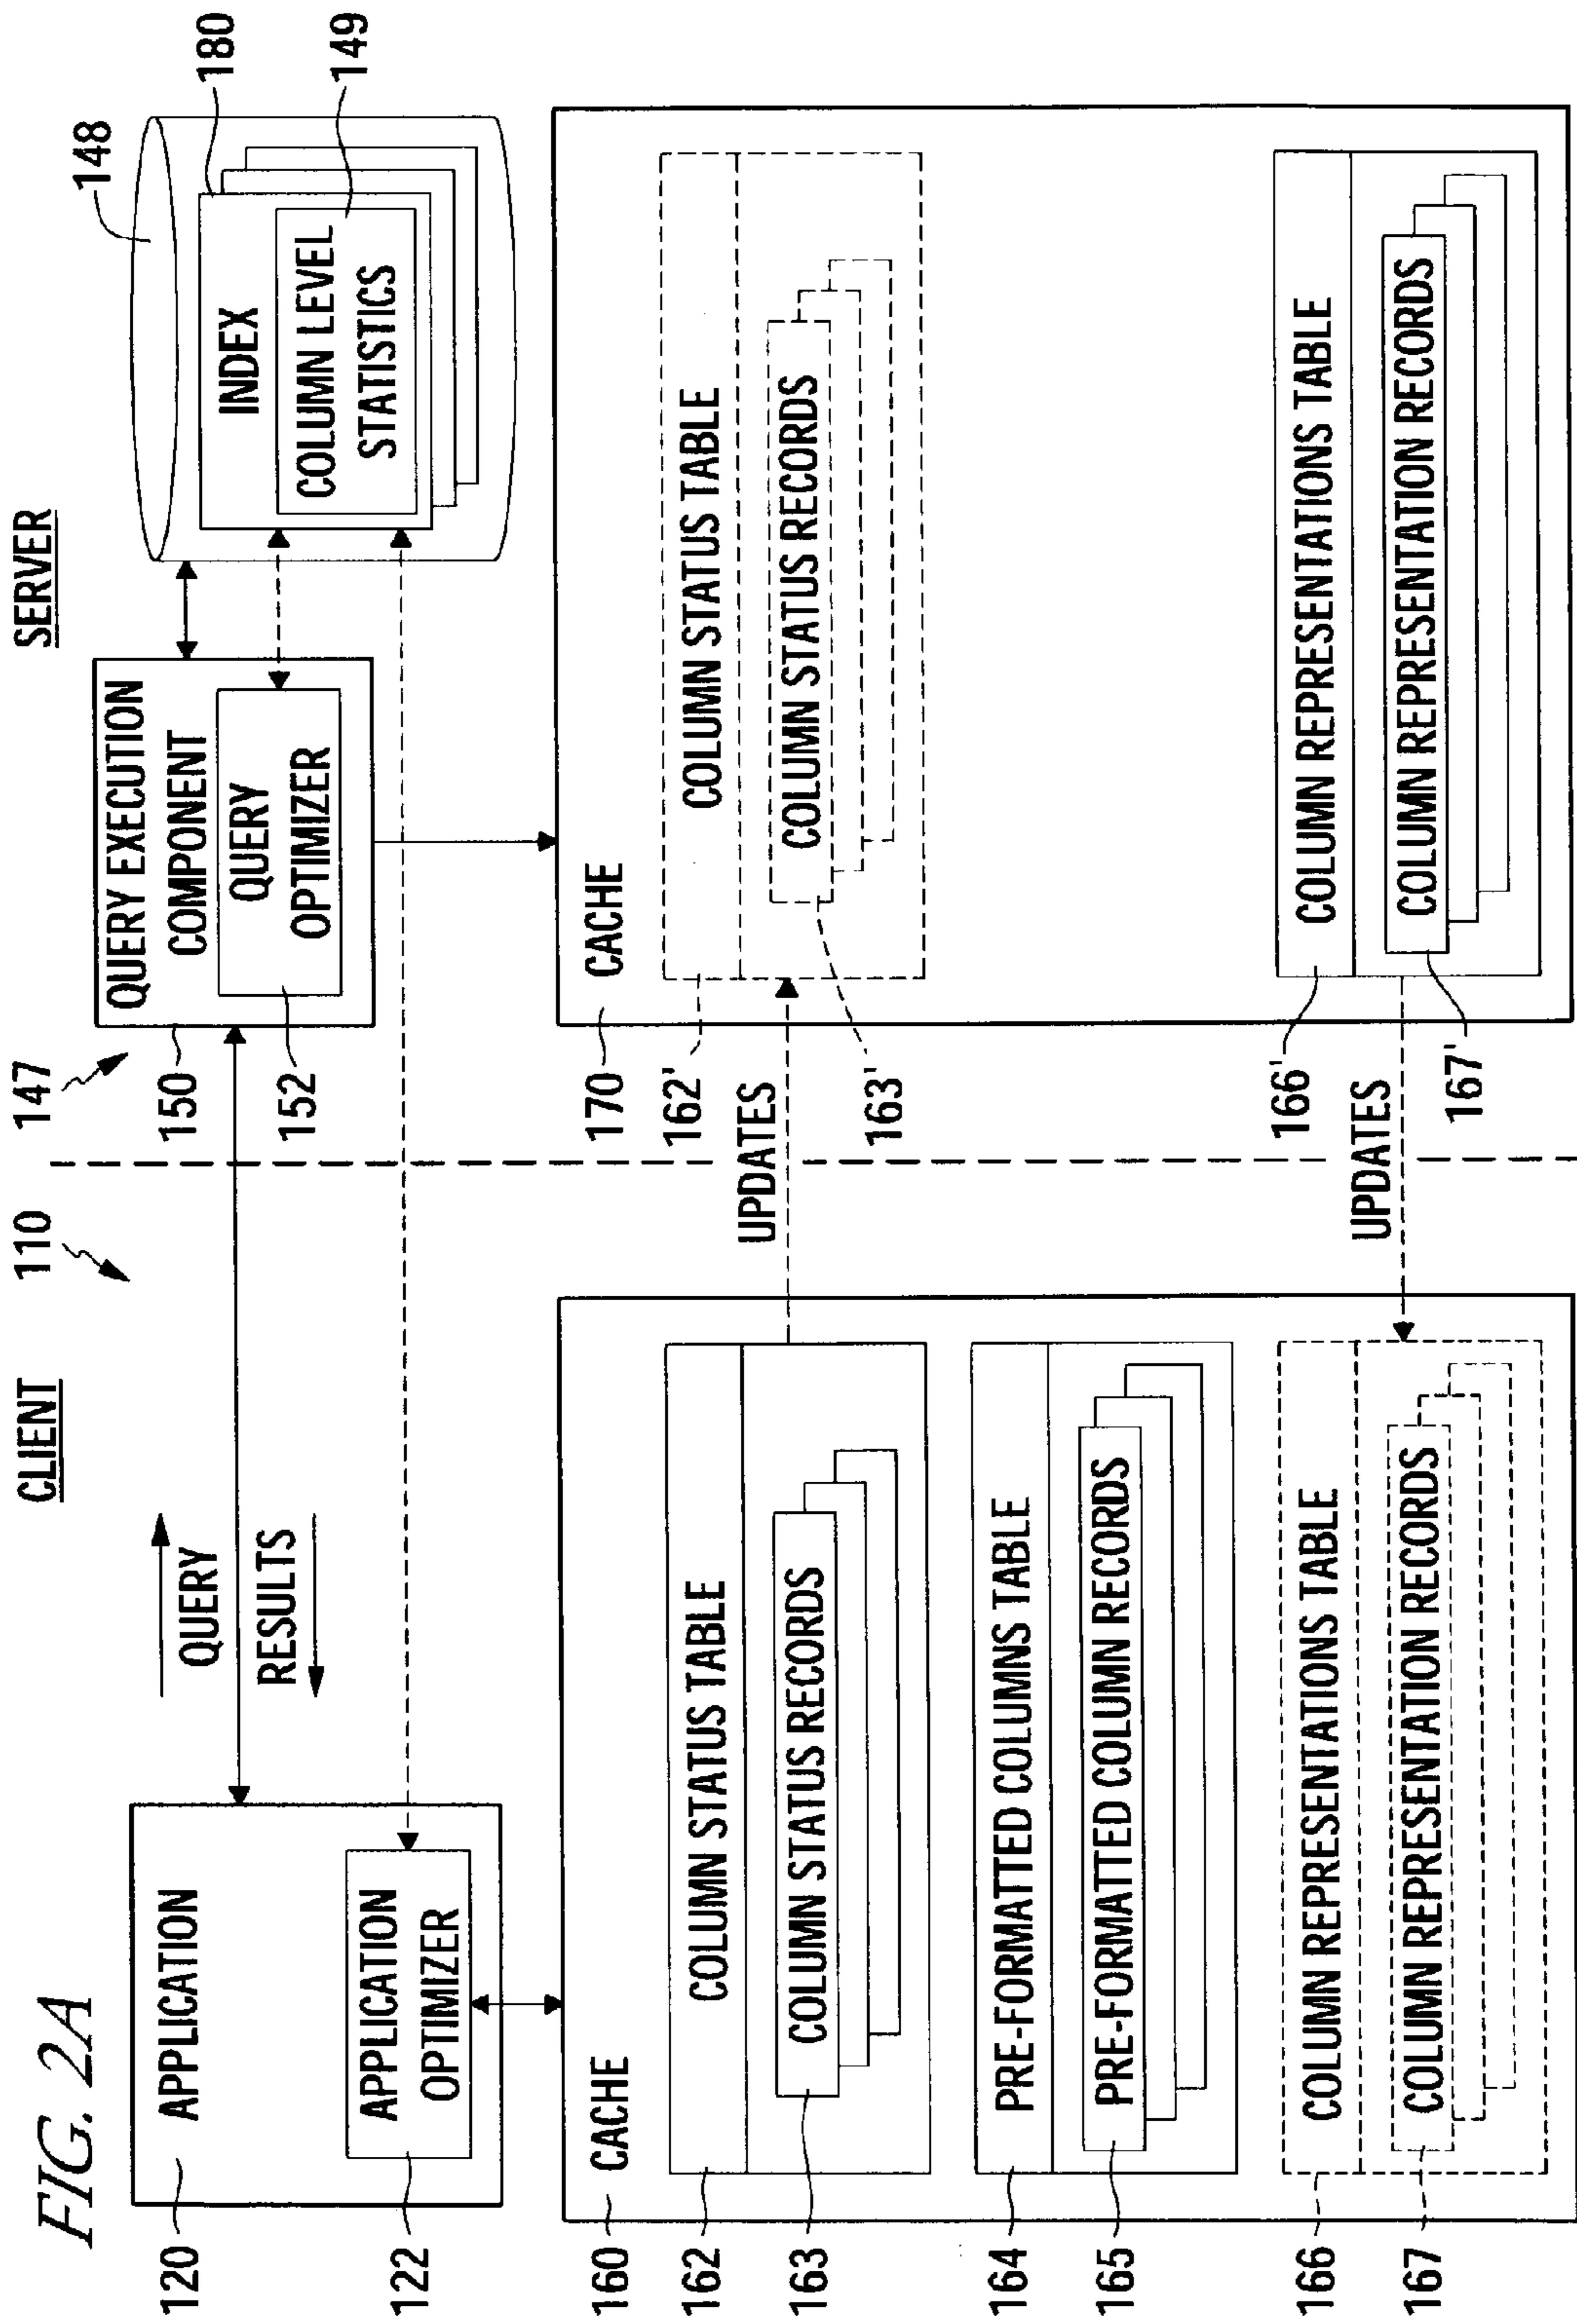 FIG. 2A
CLIENT
110
147
SERVER
148
180
149
120
APPLICATION
122
APPLICATION
OPTIMIZER
QUERY
RESULTS
150
QUERY EXECUTION
COMPONENT
152
QUERY
OPTIMIZER
INDEX
COLUMN LEVEL
STATISTICS
160
CACHE
162
COLUMN STATUS TABLE
163
COLUMN STATUS RECORDS
164
PRE-FORMATTED COLUMNS TABLE
165
PRE-FORMATTED COLUMN RECORDS
166
COLUMN REPRESENTATIONS TABLE
167
COLUMN REPRESENTATION RECORDS
UPDATES
UPDATES
170
CACHE
162'
COLUMN STATUS TABLE
163'
COLUMN STATUS RECORDS
166'
COLUMN REPRESENTATIONS TABLE
167'
COLUMN REPRESENTATION RECORDS